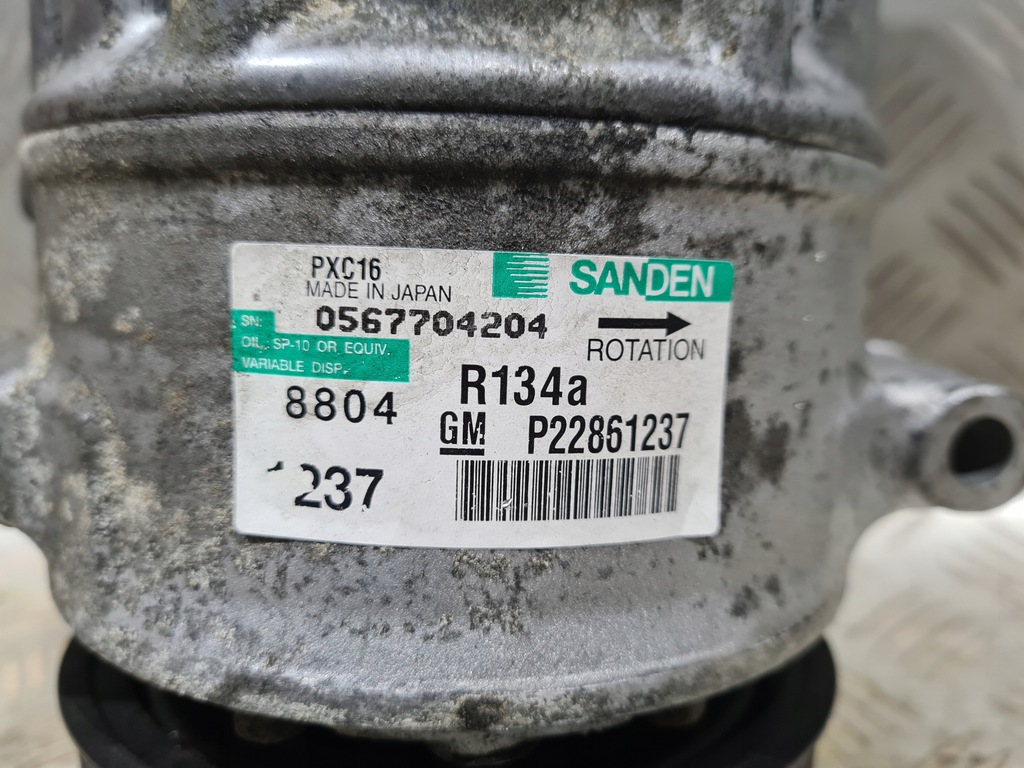 PXC16
SANDEN
MADE IN JAPAN
SN: 0567704204
ROTATION
OIL: SP-10 OR EQUIV.
VARIABLE DISP.
R134a
8804
GM P22861237
1237